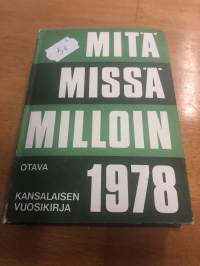 MITÄ
MISSÄ
MILLOIN
OTAVA
1978
KANSALAISEN
VUOSIKIRJA